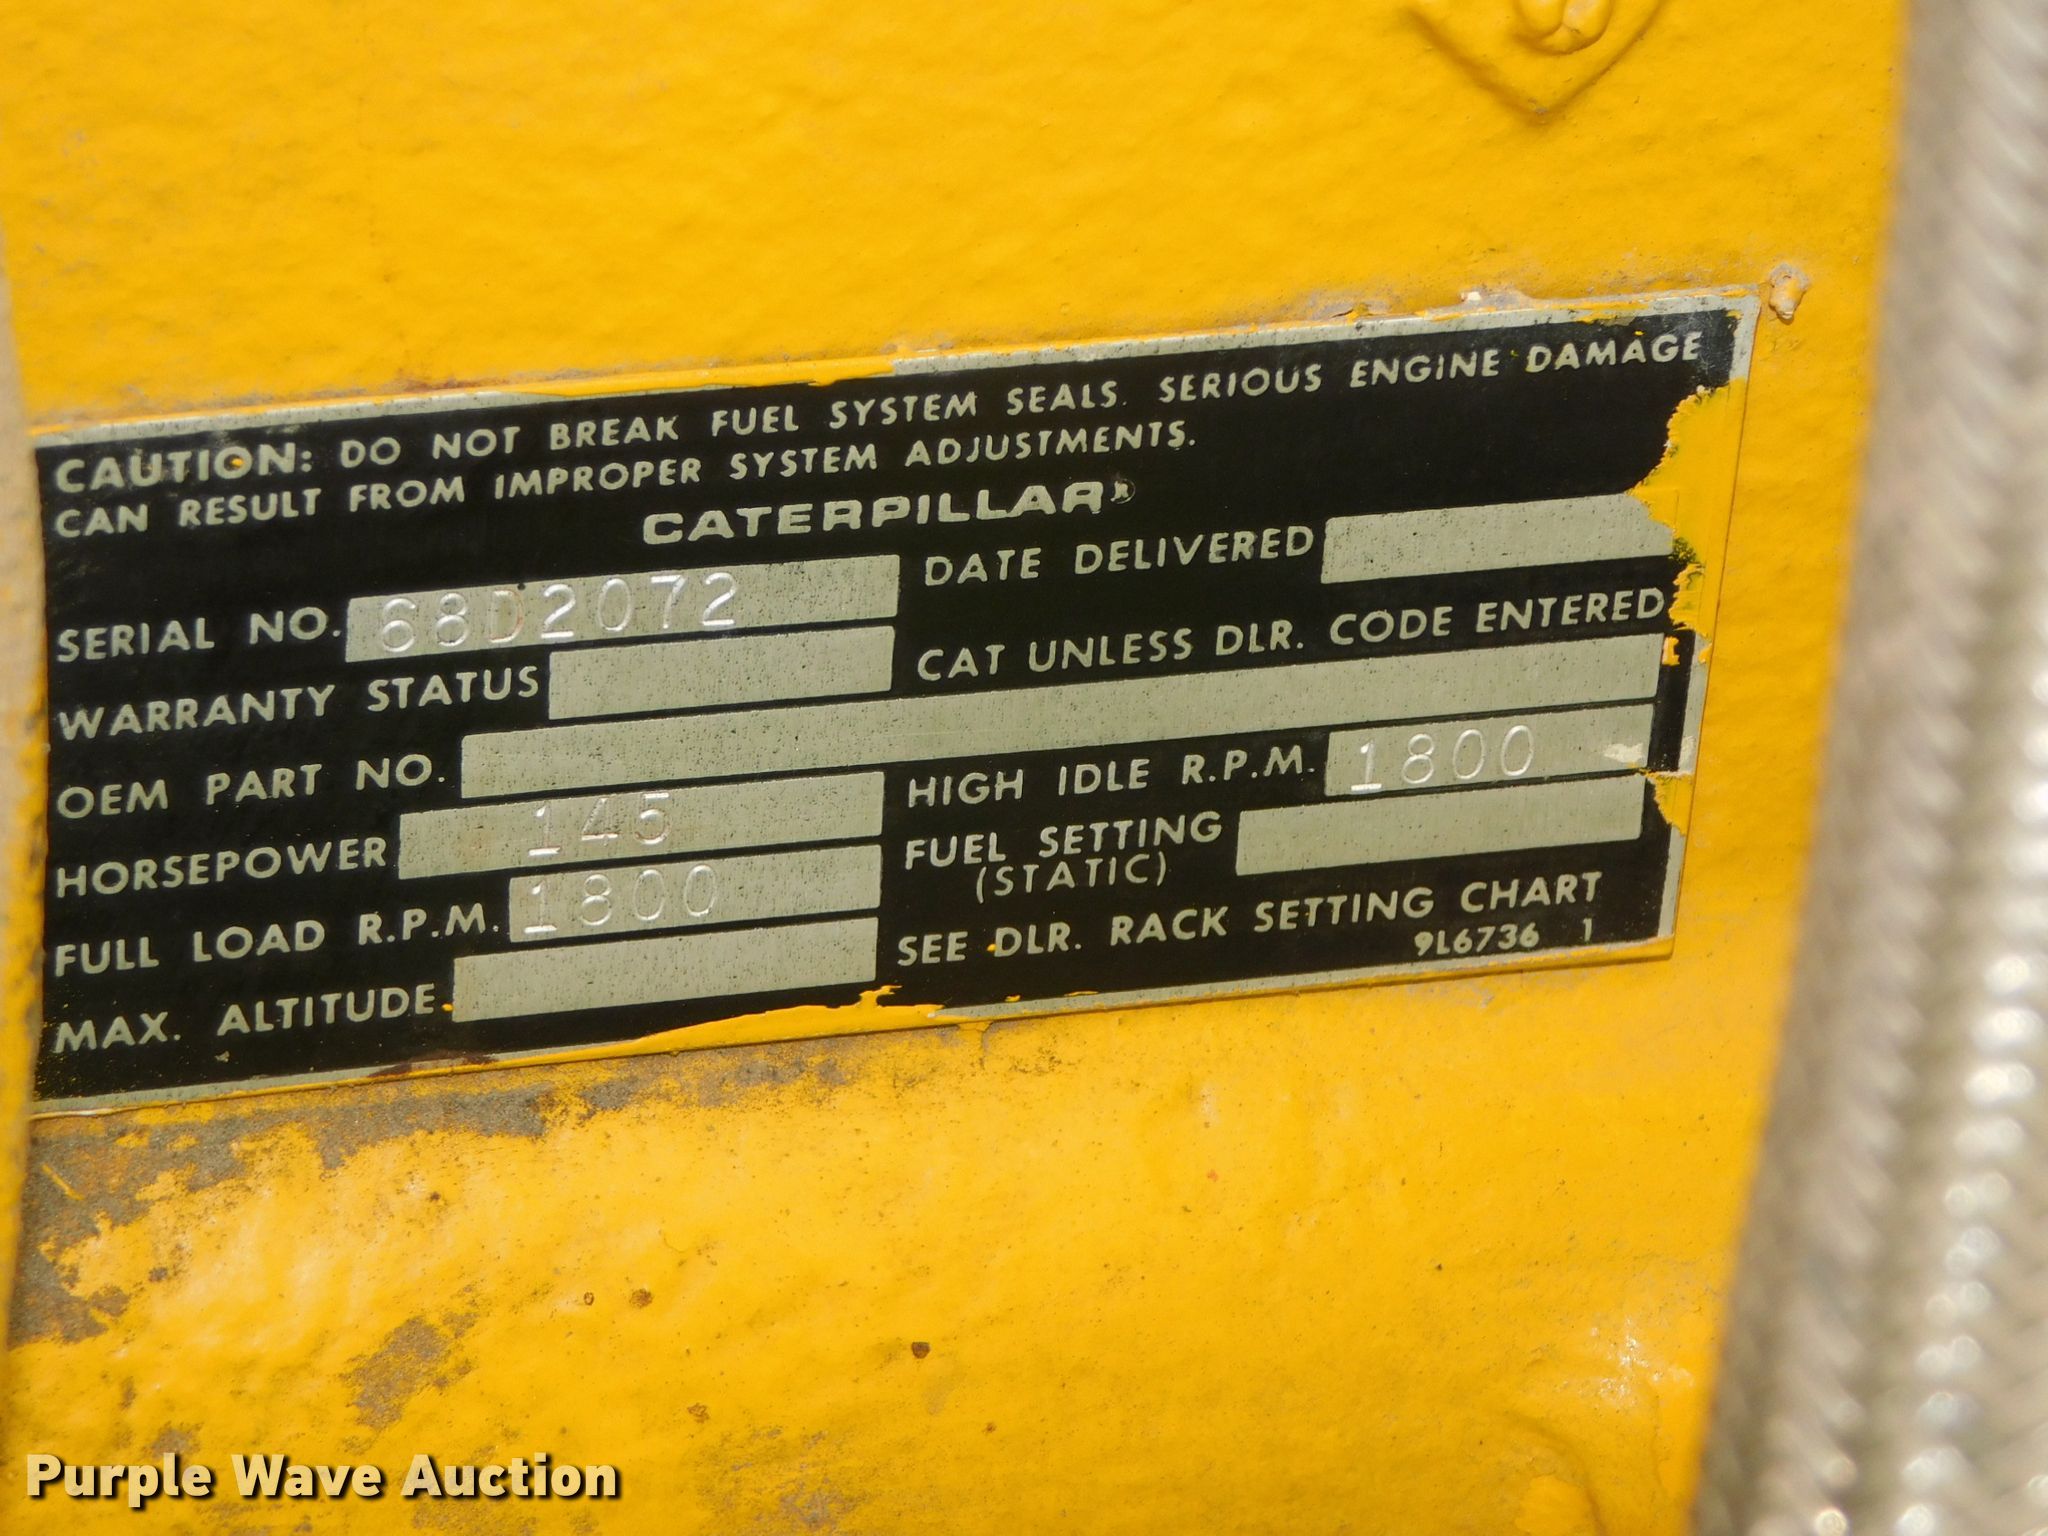 CAUTION: DO NOT BREAK FUEL SYSTEM SEALS. SERIOUS ENGINE DAMAGE
CAN RESULT FROM IMPROPER SYSTEM ADJUSTMENTS.
CATERPILLAR
SERIAL NO. 68D2072
DATE DELIVERED
WARRANTY STATUS
CAT UNLESS DLR. CODE ENTERED
OEM PART NO.
HORSEPOWER 145
HIGH IDLE R.P.M. 1800
FULL LOAD R.P.M. 1800
FUEL SETTING
(STATIC)
MAX. ALTITUDE
SEE DLR. RACK SETTING CHART
9L6736 1
Purple Wave Auction